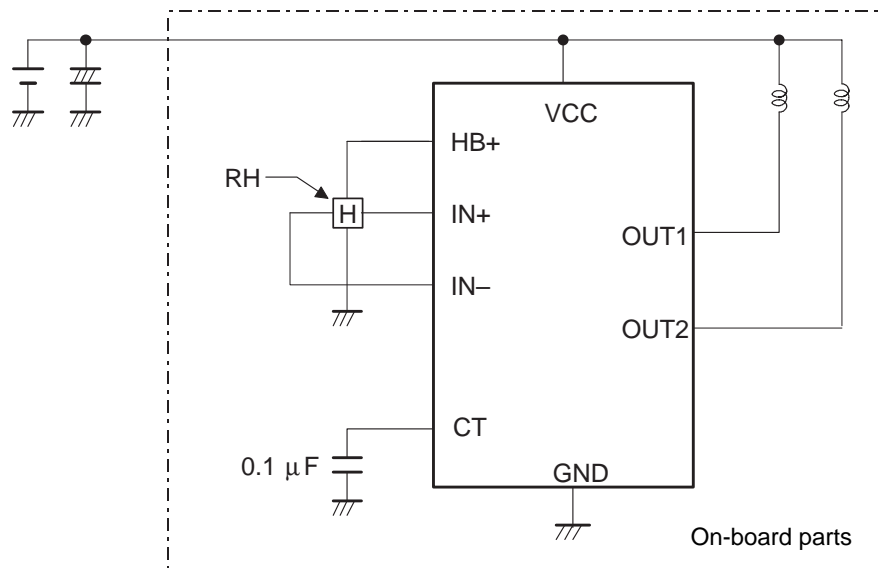 VCC
HB+
RH
H
IN+
OUT1
IN–
OUT2
CT
0.1 μF
GND
On-board parts